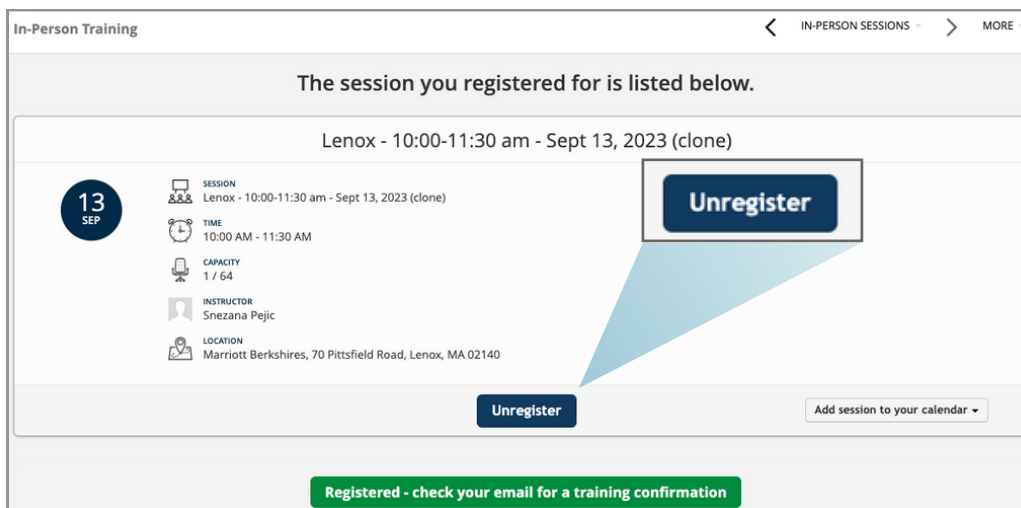 In-Person Training
IN-PERSON SESSIONS
MORE
The session you registered for is listed below.
Lenox - 10:00-11:30 am - Sept 13, 2023 (clone)
13
SEP
SESSION
Lenox - 10:00-11:30 am - Sept 13, 2023 (clone)
TIME
10:00 AM - 11:30 AM
CAPACITY
1 / 64
INSTRUCTOR
Snezana Pejic
LOCATION
Marriott Berkshires, 70 Pittsfield Road, Lenox, MA 02140
Unregister
Unregister
Add session to your calendar
Registered - check your email for a training confirmation